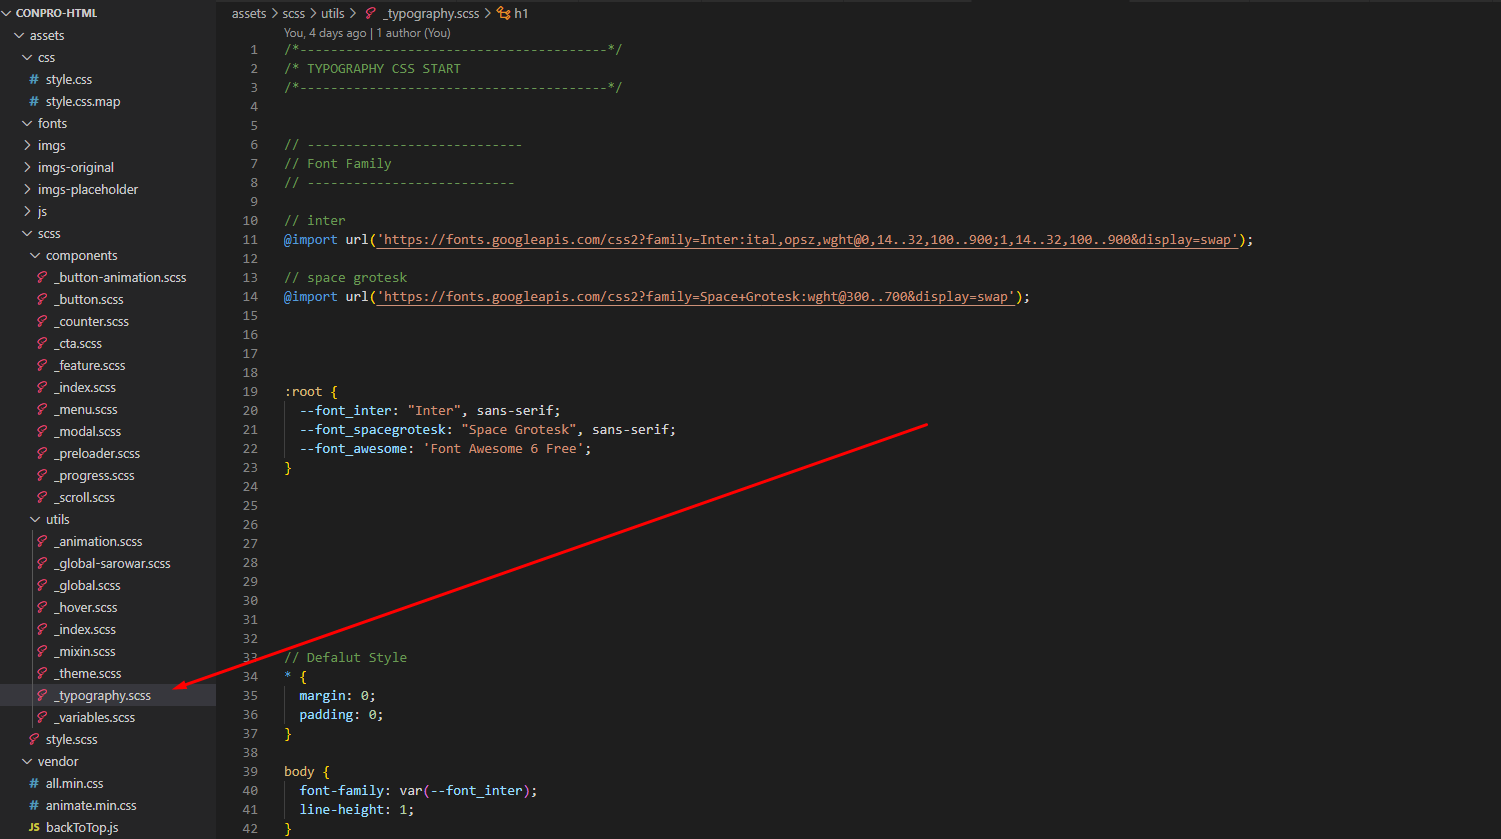 CONPRO-HTML
assets
css
# style.css
# style.css.map
fonts
imgs
imgs-original
imgs-placeholder
js
scss
components
_button-animation.scss
_button.scss
_counter.scss
_cta.scss
_feature.scss
_index.scss
_menu.scss
_modal.scss
_preloader.scss
_progress.scss
_scroll.scss
utils
_animation.scss
_global-sarowar.scss
_global.scss
_hover.scss
_index.scss
_mixin.scss
_theme.scss
_typography.scss
_variables.scss
style.scss
vendor
# all.min.css
# animate.min.css
JS backToTop.js
assets > scss > utils > _typography.scss > h1
You, 4 days ago | 1 author (You)
1 /*----------------------------------------*/
2 /* TYPOGRAPHY CSS START
3 /*----------------------------------------*/
4
5
6 // ----------------------------
7 // Font Family
8 // ---------------------------
9
10 // inter
11 @import url('https://fonts.googleapis.com/css2?family=Inter:ital,opsz,wght@0,14..32,100..900;1,14..32,100..900&display=swap');
12
13 // space grotesk
14 @import url('https://fonts.googleapis.com/css2?family=Space+Grotesk:wght@300..700&display=swap');
15
16
17
18
19 :root {
20 --font_inter: "Inter", sans-serif;
21 --font_spacegrotesk: "Space Grotesk", sans-serif;
22 --font_awesome: 'Font Awesome 6 Free';
23 }
24
25
26
27
28
29
30
31
32
33 // Defalut Style
34 * {
35 margin: 0;
36 padding: 0;
37 }
38
39 body {
40 font-family: var(--font_inter);
41 line-height: 1;
42 }